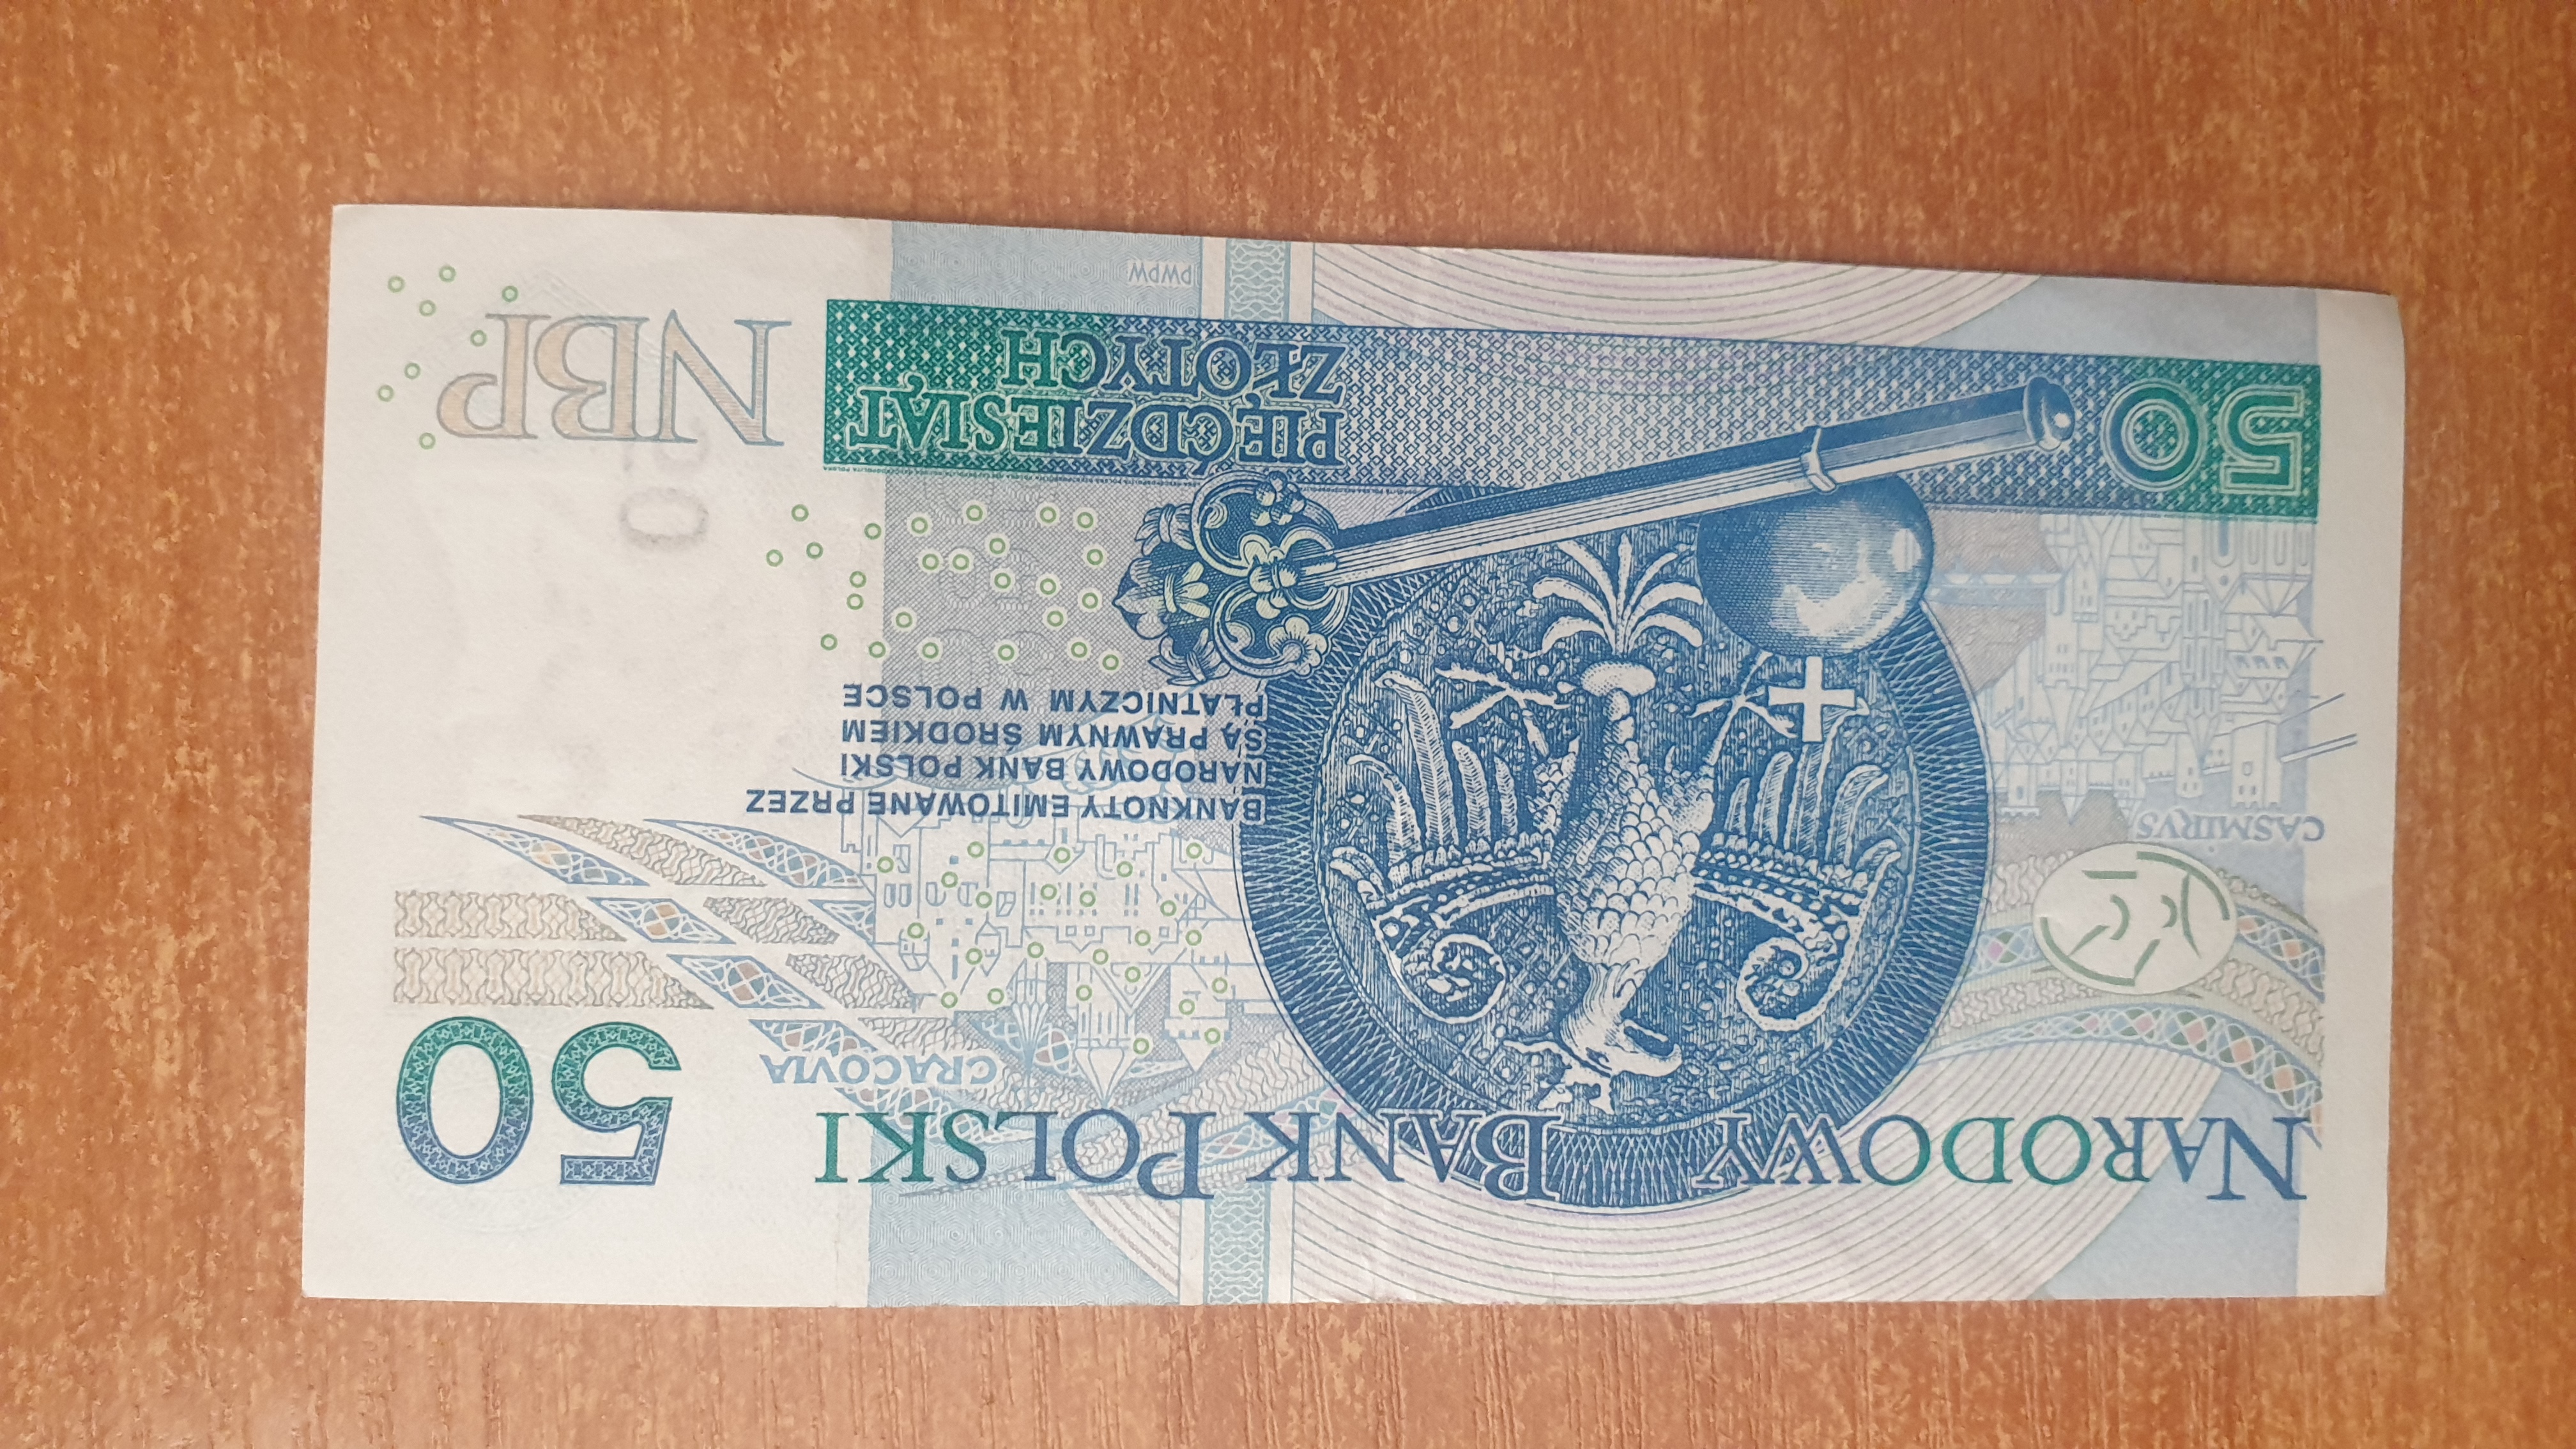 NARODOWY BANK POLSKI 50
CRACOVIA
BANKNOTY EMITOWANE PRZEZ
NARODOWY BANK POLSKI
SĄ PRAWNYM ŚRODKIEM
PŁATNICZYM W POLSCE
CASMIRVS
50
PIĘĆDZIESIĄT
ZŁOTYCH
NBP
50
PWPW